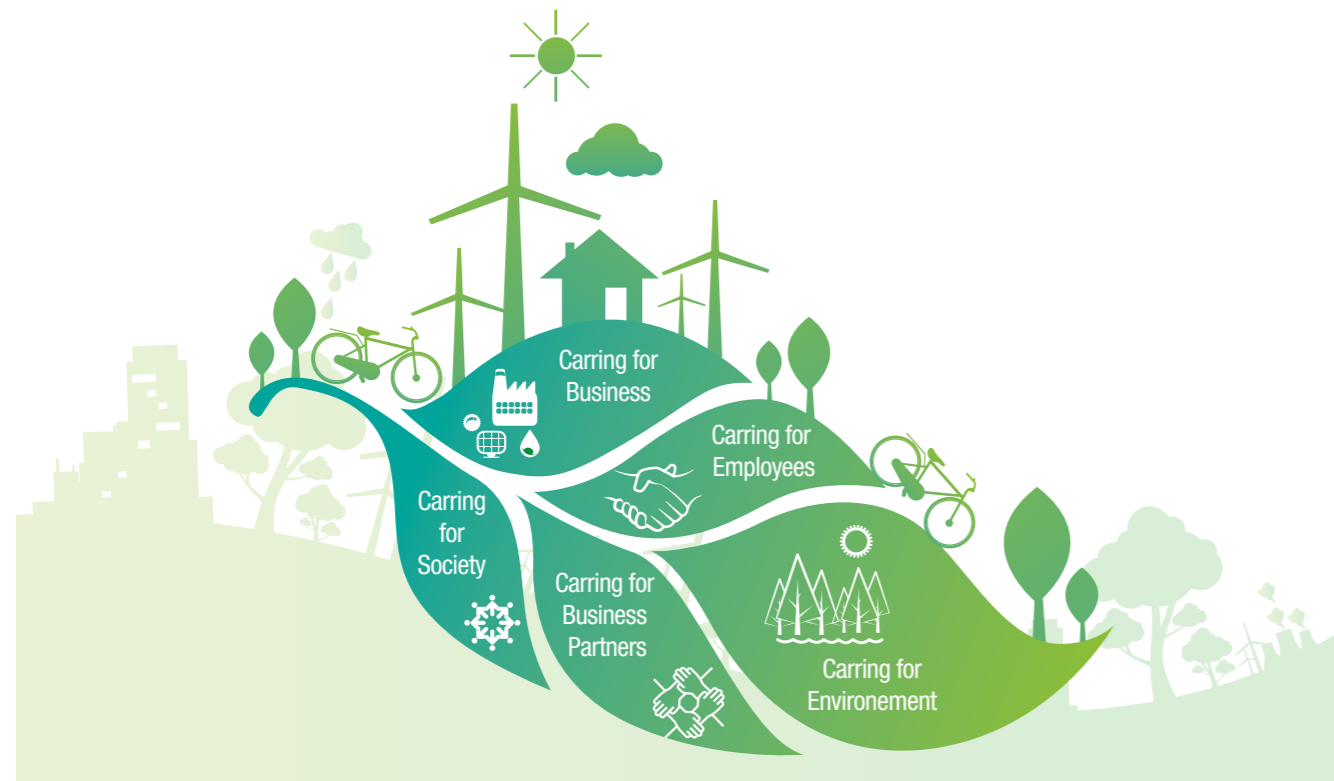 Carring for
Business
Carring for
Employees
Carring
for
Society
Carring for
Business
Partners
Carring for
Environement